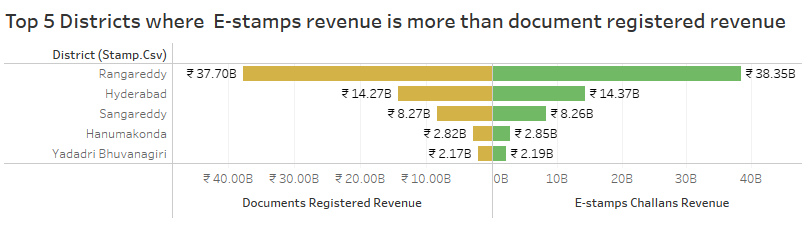 Top 5 Districts where  E-stamps revenue is more than document registered revenue
District (Stamp.Csv)
Rangareddy ₹ 37.70B ₹ 38.35B
Hyderabad ₹ 14.27B ₹ 14.37B
Sangareddy ₹ 8.27B ₹ 8.26B
Hanumakonda ₹ 2.82B ₹ 2.85B
Yadadri Bhuvanagiri ₹ 2.17B ₹ 2.19B
₹ 40.00B ₹ 30.00B ₹ 20.00B ₹ 10.00B 0B 10B 20B 30B 40B
Documents Registered Revenue E-stamps Challans Revenue